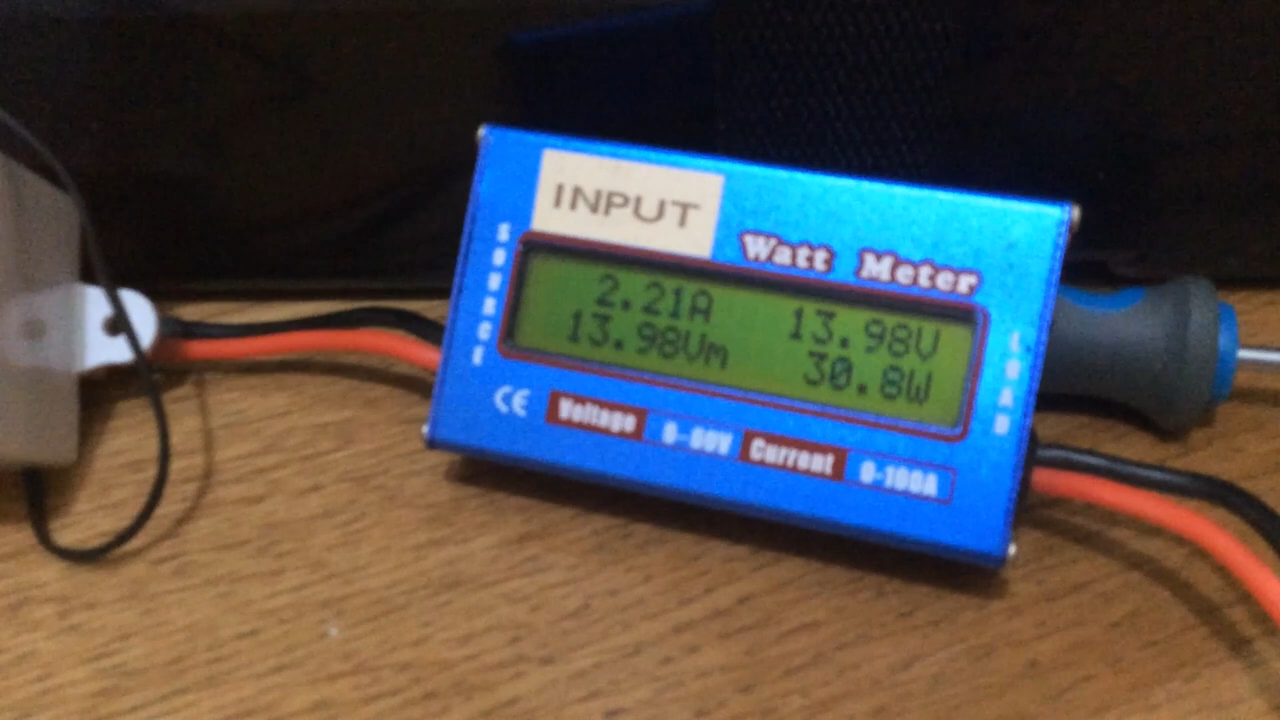 INPUT
Watt Meter
SOURCE
2.21A 13.98V
13.98Vm 30.8W
LOAD
CE Voltage 0-60V Current 0-100A